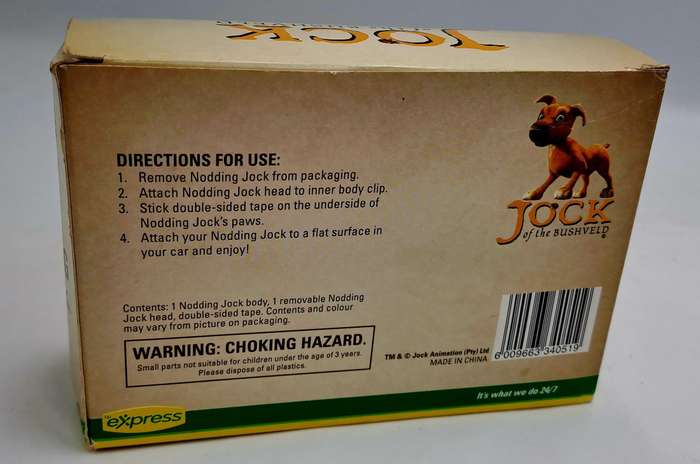 JOCK
DIRECTIONS FOR USE:
1. Remove Nodding Jock from packaging.
2. Attach Nodding Jock head to inner body clip.
3. Stick double-sided tape on the underside of
Nodding Jock's paws.
4. Attach your Nodding Jock to a flat surface in
your car and enjoy!
JOCK
of the BUSHVELD
Contents: 1 Nodding Jock body, 1 removable Nodding
Jock head, double-sided tape. Contents and colour
may vary from picture on packaging.
WARNING: CHOKING HAZARD.
Small parts not suitable for children under the age of 3 years.
Please dispose of all plastics.
TM & © Jock Animation (Pty) Ltd
MADE IN CHINA
6 009663 340519
express
It's what we do 24/7